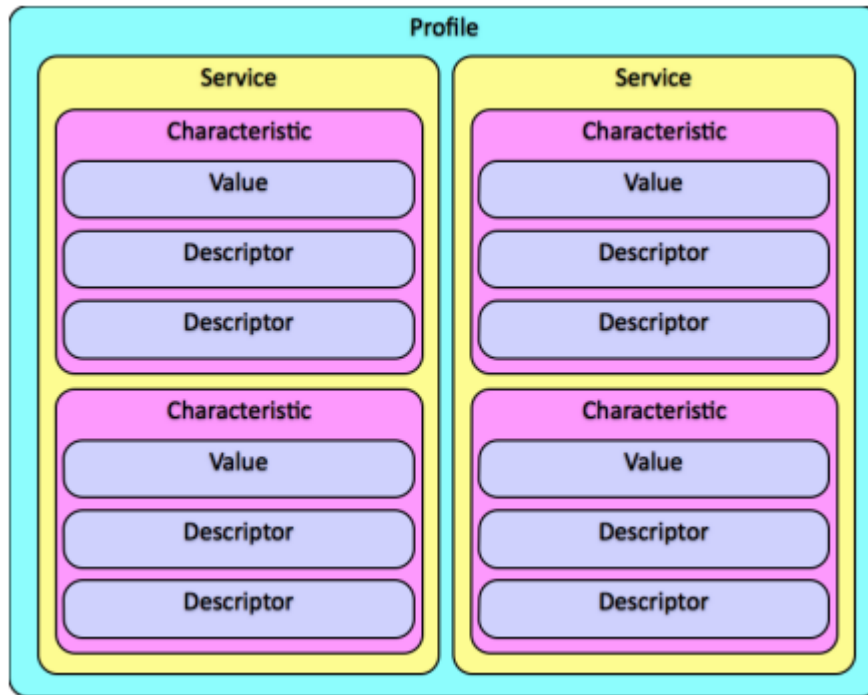 Profile
Service
Characteristic
Value
Descriptor
Descriptor
Characteristic
Value
Descriptor
Descriptor
Service
Characteristic
Value
Descriptor
Descriptor
Characteristic
Value
Descriptor
Descriptor